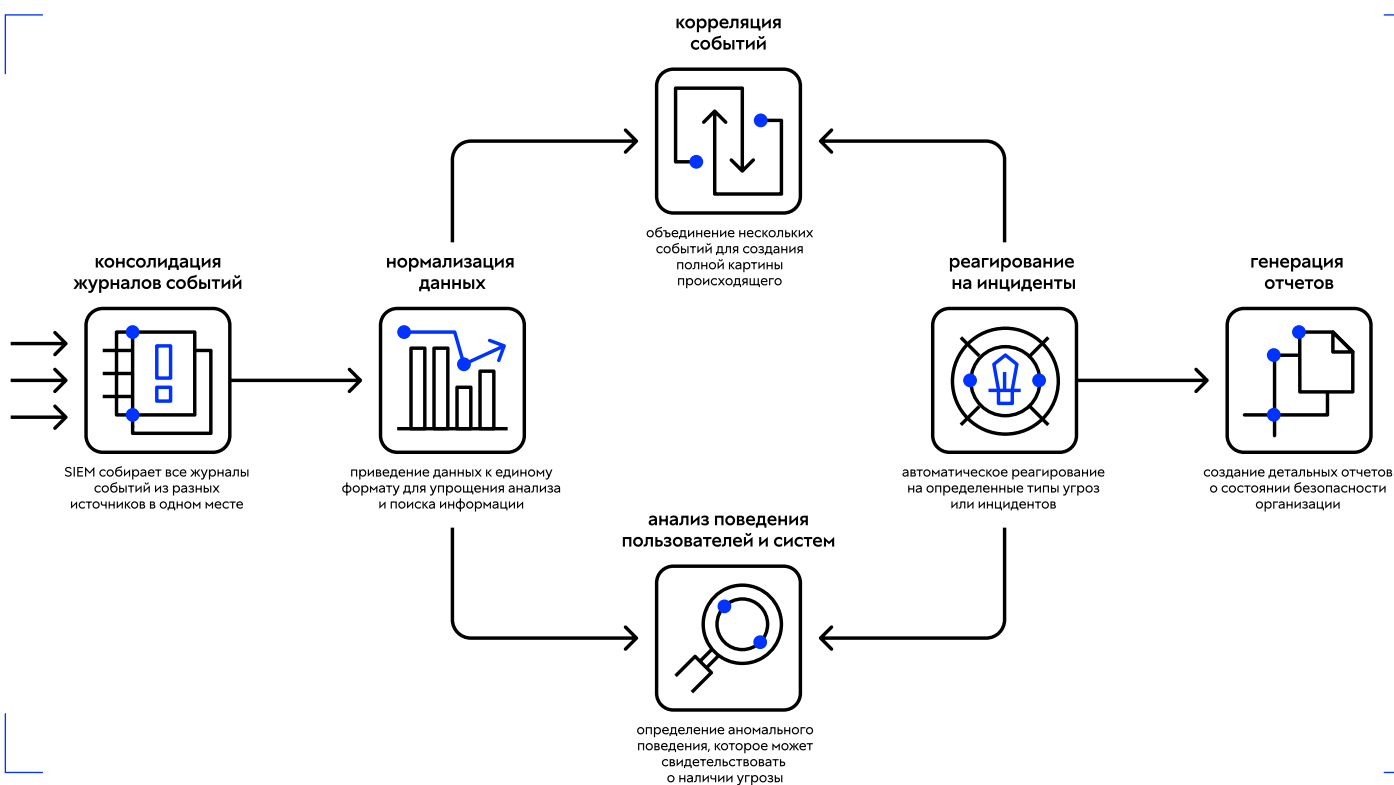 корреляция
событий
объединение нескольких
событий для создания
полной картины
происходящего
консолидация
журналов событий
SIEM собирает все журналы
событий из разных
источников в одном месте
нормализация
данных
приведение данных к единому
формату для упрощения анализа
и поиска информации
реагирование
на инциденты
автоматическое реагирование
на определенные типы угроз
или инцидентов
генерация
отчетов
создание детальных отчетов
о состоянии безопасности
организации
анализ поведения
пользователей и систем
определение аномального
поведения, которое может
свидетельствовать
о наличии угрозы